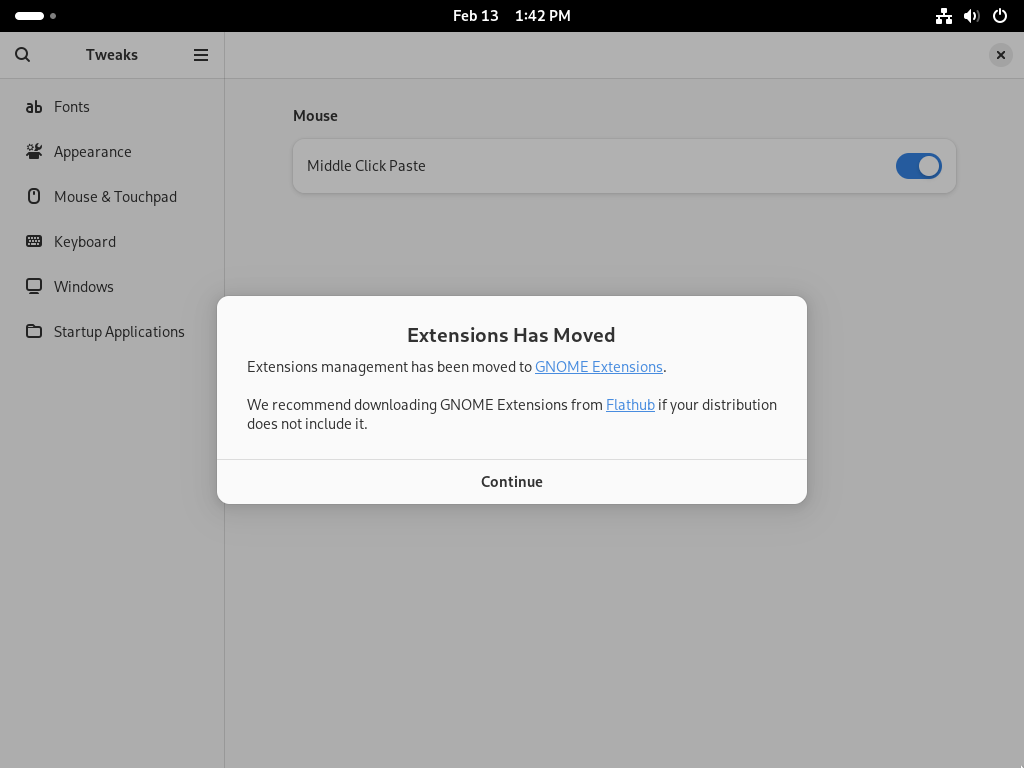 Feb 13 1:42 PM
Tweaks
Fonts
Appearance
Mouse & Touchpad
Keyboard
Windows
Startup Applications
Mouse
Middle Click Paste
Extensions Has Moved
Extensions management has been moved to GNOME Extensions.
We recommend downloading GNOME Extensions from Flathub if your distribution
does not include it.
Continue